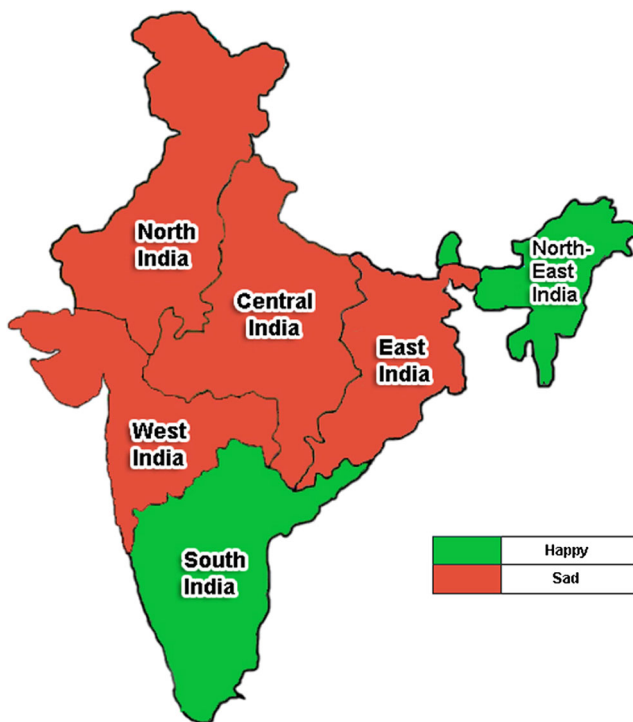 North
India
North-
East
India
Central
India
East
India
West
India
South
India
Happy
Sad